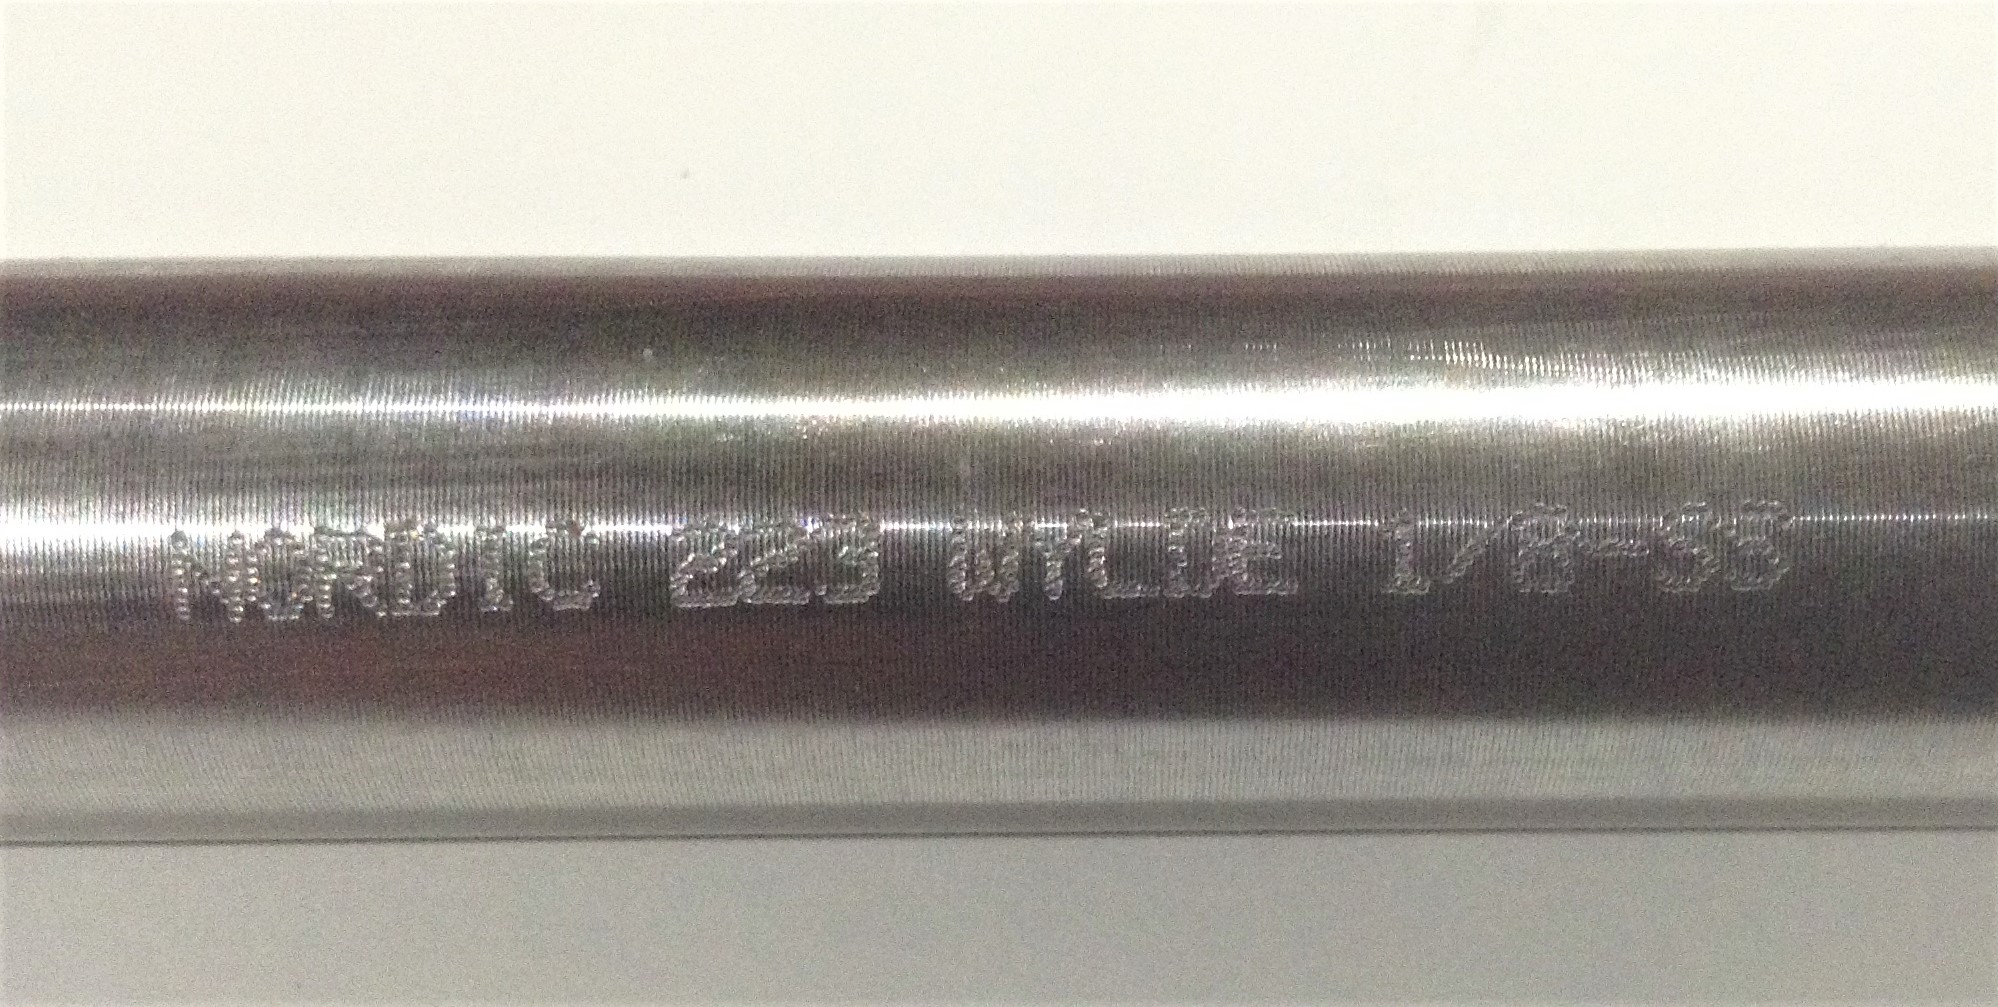 NORDIC 223 WYLDE 1/8-SS